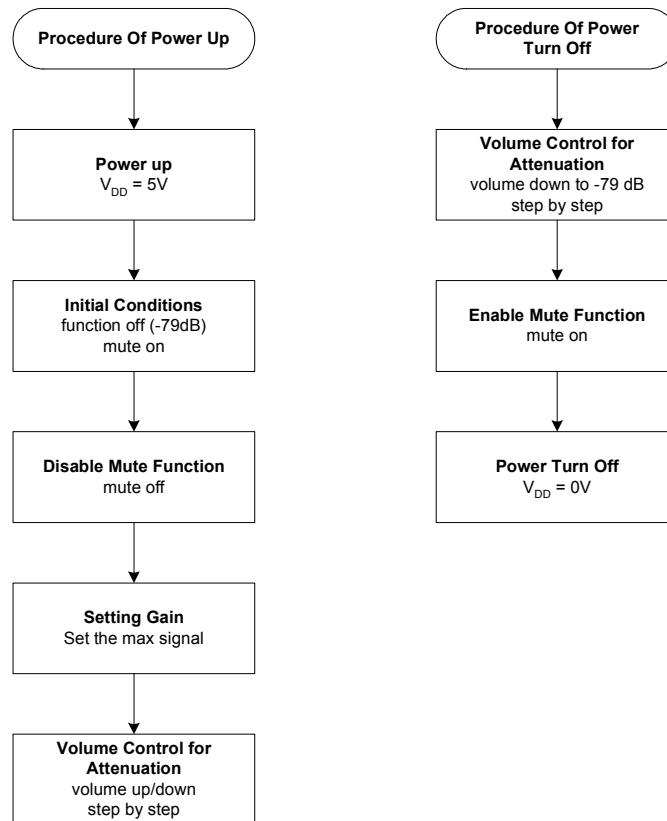 Procedure Of Power Up
Power up
V_DD = 5V
Initial Conditions
function off (-79dB)
mute on
Disable Mute Function
mute off
Setting Gain
Set the max signal
Volume Control for
Attenuation
volume up/down
step by step
Procedure Of Power
Turn Off
Volume Control for
Attenuation
volume down to -79 dB
step by step
Enable Mute Function
mute on
Power Turn Off
V_DD = 0V